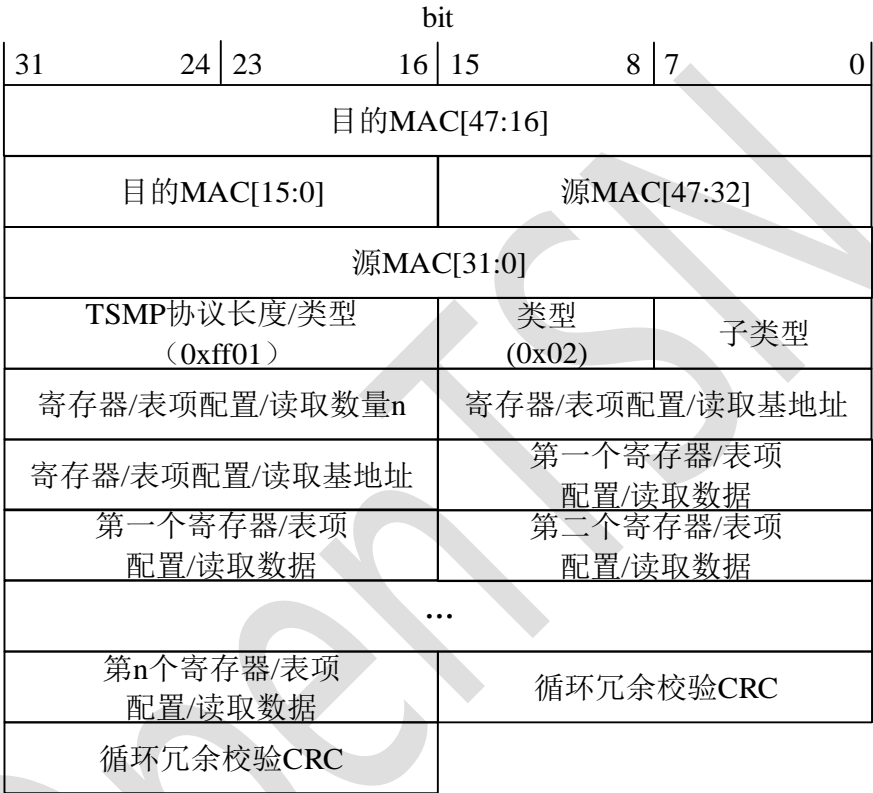 bit
31 24 23 16 15 8 7 0
目的MAC[47:16]
目的MAC[15:0] 源MAC[47:32]
源MAC[31:0]
TSMP协议长度/类型
（0xff01）
类型
(0x02)
子类型
寄存器/表项配置/读取数量n 寄存器/表项配置/读取基地址
寄存器/表项配置/读取基地址
第一个寄存器/表项
配置/读取数据
第一个寄存器/表项
配置/读取数据
第二个寄存器/表项
配置/读取数据
...
第n个寄存器/表项
配置/读取数据
循环冗余校验CRC
循环冗余校验CRC
OpenTSN